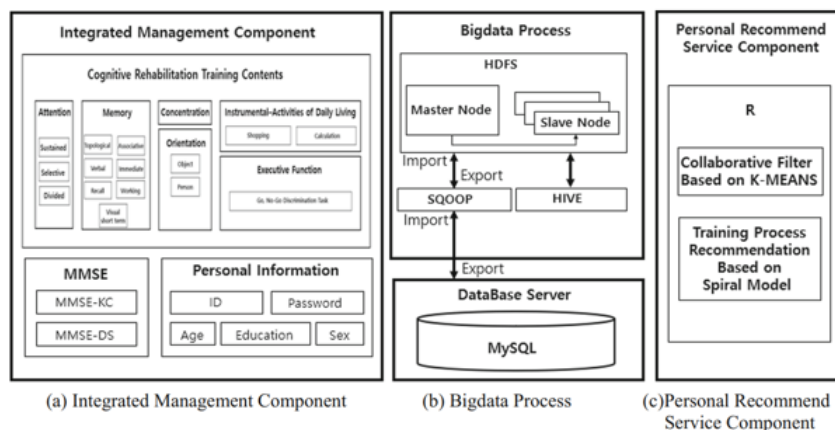 Integrated Management Component
Cognitive Rehabilitation Training Contents
Attention
Sustained
Selective
Divided
Memory
Topological
Associative
Verbal
Immediate
Recall
Working
Visual
short term
Concentration
Orientation
Object
Person
Instrumental-Activities of Daily Living
Shopping
Calculation
Executive Function
Go, No-Go Discrimination Task
MMSE
MMSE-KC
MMSE-DS
Personal Information
ID
Password
Age
Education
Sex
(a) Integrated Management Component
Bigdata Process
HDFS
Master Node
Slave Node
Import
Export
SQOOP
HIVE
Import
Export
DataBase Server
MySQL
(b) Bigdata Process
Personal Recommend
Service Component
R
Collaborative Filter
Based on K-MEANS
Training Process
Recommendation
Based on
Spiral Model
(c)Personal Recommend
Service Component